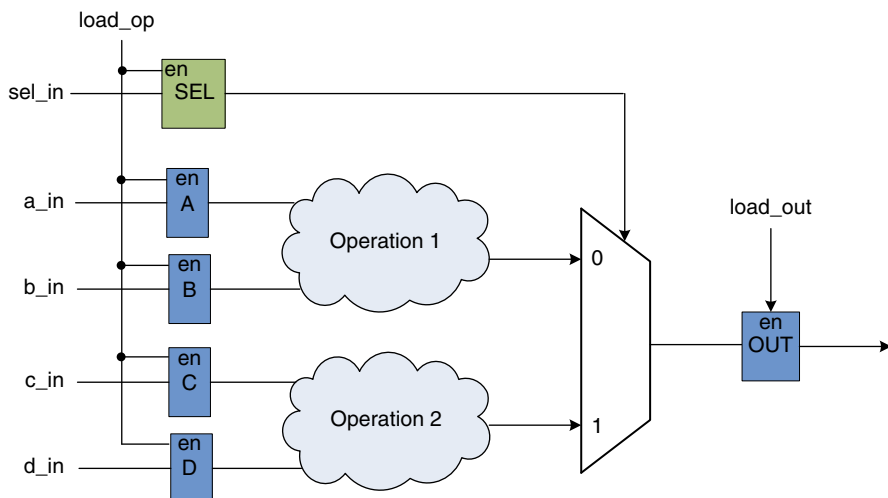 load_op
en
sel_in
SEL
en
a_in
A
Operation 1
load_out
en
b_in
B
0
en
OUT
en
c_in
C
Operation 2
1
en
d_in
D